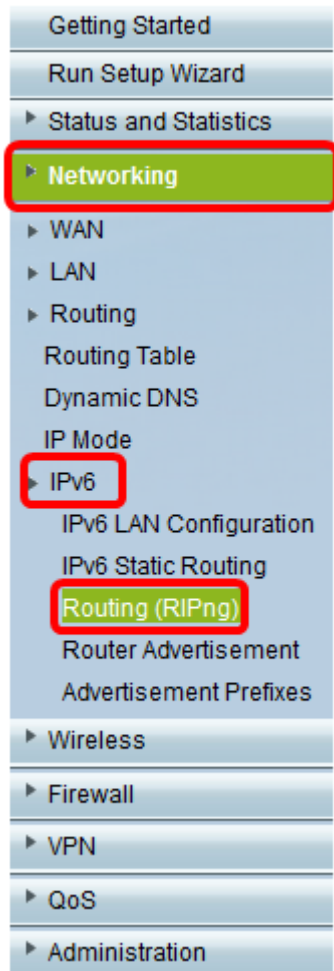 Getting Started
Run Setup Wizard
Status and Statistics
Networking
WAN
LAN
Routing
Routing Table
Dynamic DNS
IP Mode
IPv6
IPv6 LAN Configuration
IPv6 Static Routing
Routing (RIPng)
Router Advertisement
Advertisement Prefixes
Wireless
Firewall
VPN
QoS
Administration